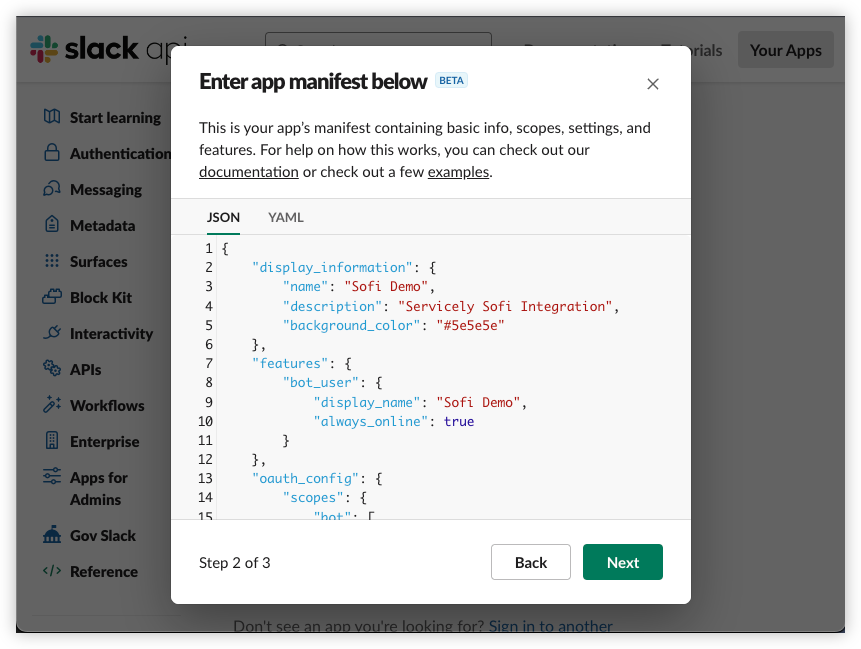 slack api
Your Apps
Start learning
Authentication
Messaging
Metadata
Surfaces
Block Kit
Interactivity
APIs
Workflows
Enterprise
Apps for
Admins
Gov Slack
Reference
Enter app manifest below BETA
This is your app's manifest containing basic info, scopes, settings, and
features. For help on how this works, you can check out our
documentation or check out a few examples.
JSON YAML
1 {
2 "display_information": {
3 "name": "Sofi Demo",
4 "description": "Servicely Sofi Integration",
5 "background_color": "#5e5e5e"
6 },
7 "features": {
8 "bot_user": {
9 "display_name": "Sofi Demo",
10 "always_online": true
11 }
12 },
13 "oauth_config": {
14 "scopes": {
15 "bot": [
Step 2 of 3
Back
Next
Don't see an app you're looking for? Sign in to another